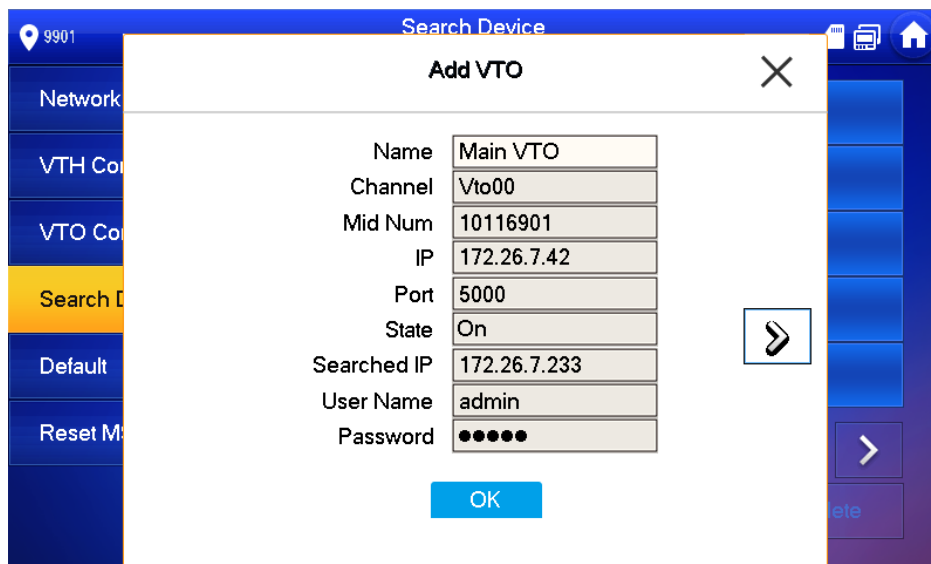 9901
Search Device
Add VTO
Network
VTH Co
VTO Co
Search D
Default
Reset M
Name Main VTO
Channel Vto00
Mid Num 10116901
IP 172.26.7.42
Port 5000
State On
Searched IP 172.26.7.233
User Name admin
Password ●●●●●
OK
lete